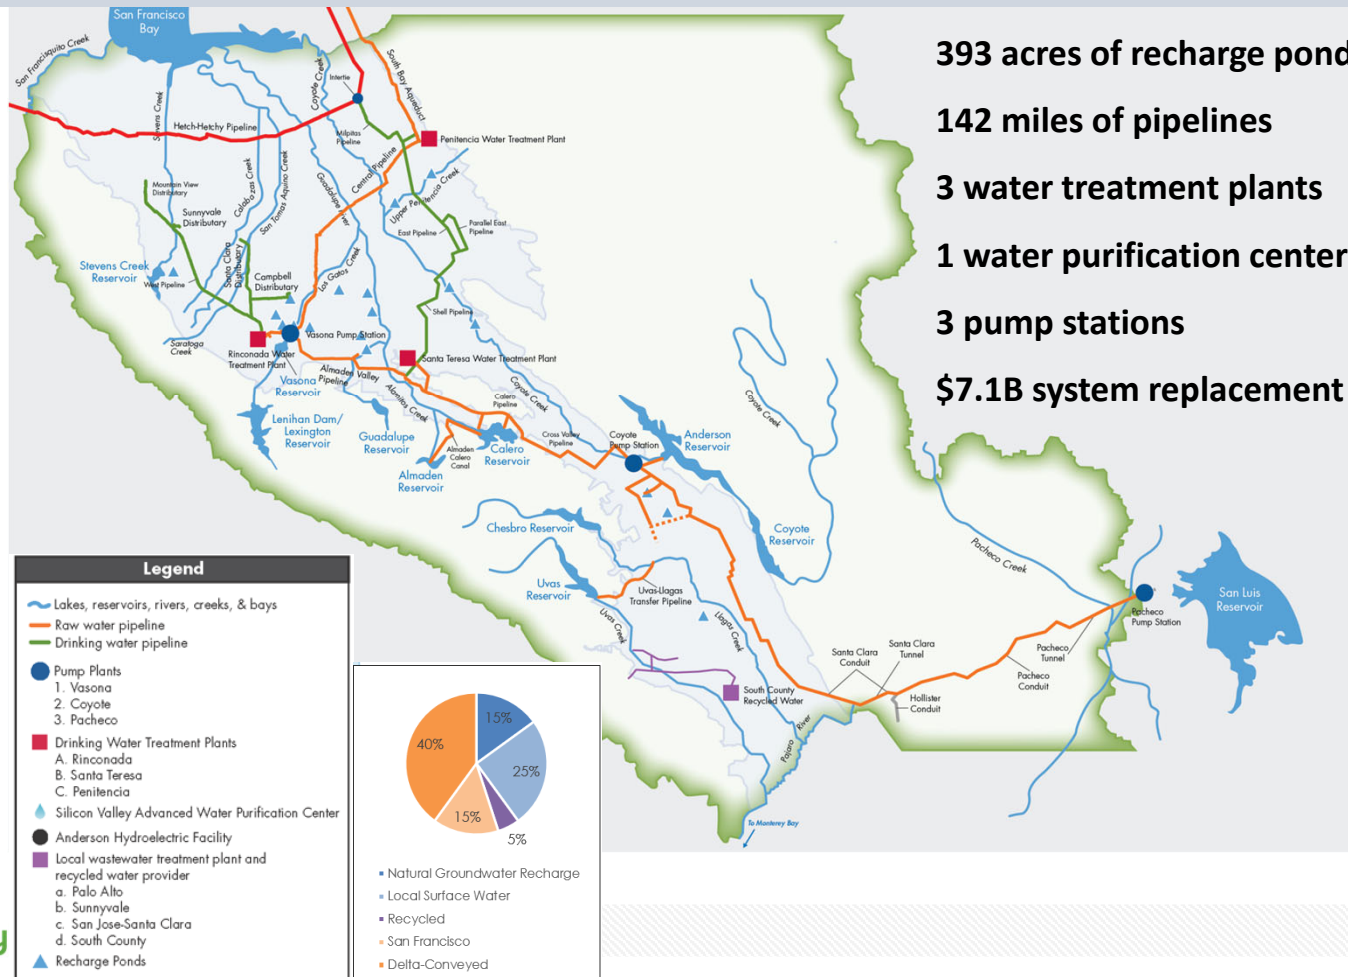 San Francisco
Bay
San Francisquito Creek
Stevens Creek
Hetch-Hetchy Pipeline
Calabazas Creek
San Tomas Aquino Creek
Coyote Creek
Intertie
South Bay Aqueduct
Milpitas
Pipeline
Penitencia Water Treatment Plant
Central Pipeline
Guadalupe River
Upper Penitencia Creek
Mountain View
Distributary
Sunnyvale
Distributary
East Pipeline
Parallel East
Pipeline
Stevens Creek
Reservoir
West Pipeline
Santa Clara
Distributary
Campbell
Distributary
Los Gatos Creek
Snell Pipeline
Saratoga
Creek
Vasona Pump Station
Rinconada Water
Treatment Plant
Santa Teresa Water Treatment Plant
Vasona
Reservoir
Almaden Valley
Pipeline
Alamitos Creek
Calero
Pipeline
Coyote Creek
Coyote Creek
Lenihan Dam/
Lexington
Reservoir
Guadalupe
Reservoir
Almaden
Calero
Canal
Calero
Reservoir
Cross Valley
Pipeline
Coyote
Pump Station
Anderson
Reservoir
Almaden
Reservoir
Chesbro Reservoir
Coyote
Reservoir
Uvas
Reservoir
Uvas-Llagas
Transfer Pipeline
Uvas Creek
Llagas Creek
Pacheco Creek
San Luis
Reservoir
Pacheco
Pump Station
Santa Clara
Conduit
Santa Clara
Tunnel
Pacheco
Tunnel
Pacheco
Conduit
Hollister
Conduit
South County
Recycled Water
Pajaro River
To Monterey Bay
393 acres of recharge pond
142 miles of pipelines
3 water treatment plants
1 water purification center
3 pump stations
$7.1B system replacement
Legend
Lakes, reservoirs, rivers, creeks, & bays
Raw water pipeline
Drinking water pipeline
Pump Plants
1. Vasona
2. Coyote
3. Pacheco
Drinking Water Treatment Plants
A. Rinconada
B. Santa Teresa
C. Penitencia
Silicon Valley Advanced Water Purification Center
Anderson Hydroelectric Facility
Local wastewater treatment plant and
recycled water provider
a. Palo Alto
b. Sunnyvale
c. San Jose-Santa Clara
d. South County
Recharge Ponds
15%
25%
5%
15%
40%
Natural Groundwater Recharge
Local Surface Water
Recycled
San Francisco
Delta-Conveyed
y